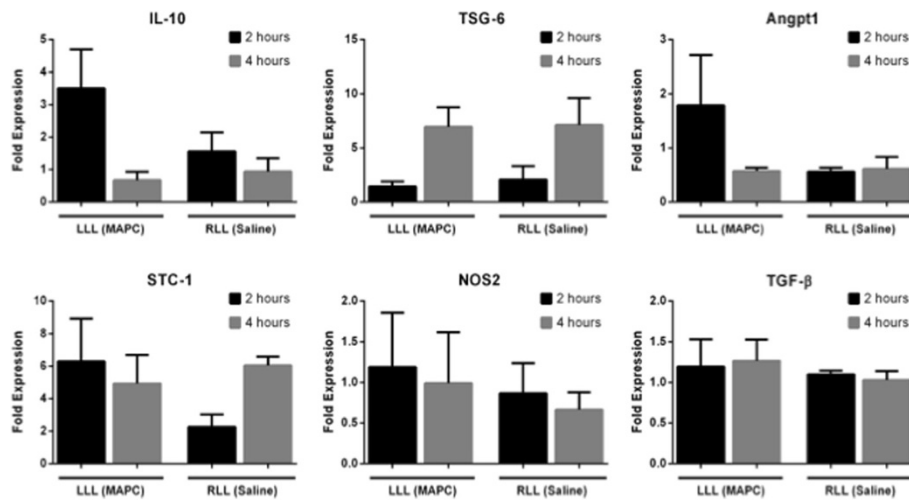 IL-10
Fold Expression
5
4
3
2
1
0
2 hours
4 hours
LLL (MAPC)
RLL (Saline)
TSG-6
Fold Expression
15
10
5
0
2 hours
4 hours
LLL (MAPC)
RLL (Saline)
Angpt1
Fold Expression
3
2
1
0
2 hours
4 hours
LLL (MAPC)
RLL (Saline)
STC-1
Fold Expression
10
8
6
4
2
0
2 hours
4 hours
LLL (MAPC)
RLL (Saline)
NOS2
Fold Expression
2.0
1.5
1.0
0.5
0.0
2 hours
4 hours
LLL (MAPC)
RLL (Saline)
TGF-β
Fold Expression
2.0
1.5
1.0
0.5
0.0
2 hours
4 hours
LLL (MAPC)
RLL (Saline)